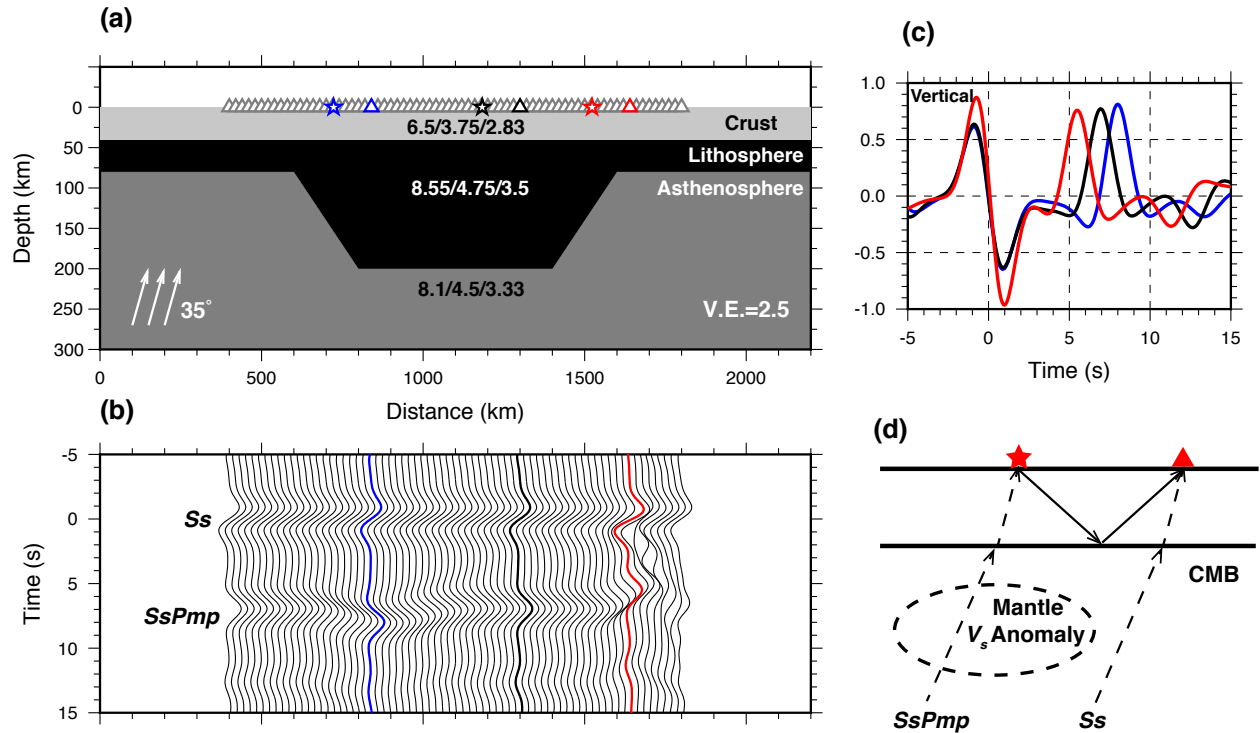 (a)
0
50
100
150
200
250
300
Depth (km)
6.5/3.75/2.83
Crust
Lithosphere
8.55/4.75/3.5
Asthenosphere
8.1/4.5/3.33
35°
V.E.=2.5
0
500
1000
1500
2000
Distance (km)
(b)
-5
0
5
10
15
Time (s)
Ss
SsPmp
(c)
Vertical
1.0
0.5
0.0
-0.5
-1.0
-5
0
5
10
15
Time (s)
(d)
CMB
Mantle
Vs Anomaly
SsPmp
Ss